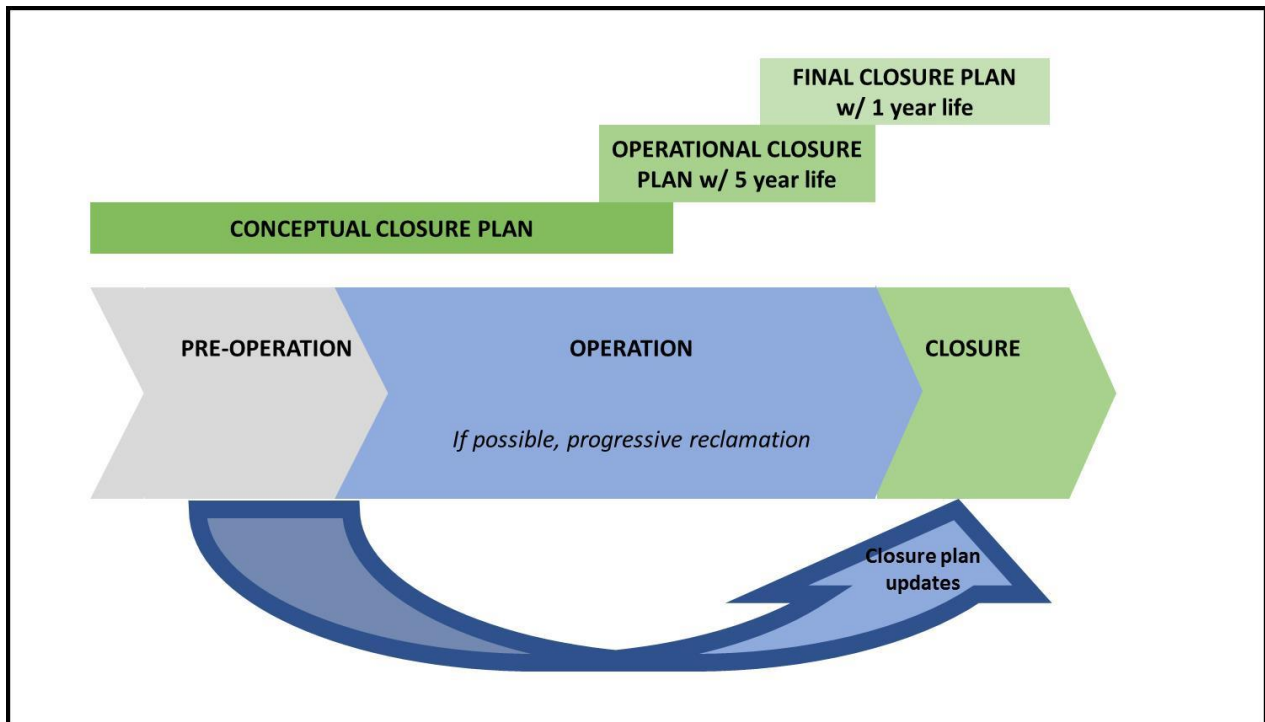 FINAL CLOSURE PLAN
w/ 1 year life
OPERATIONAL CLOSURE
PLAN w/ 5 year life
CONCEPTUAL CLOSURE PLAN
PRE-OPERATION
OPERATION
CLOSURE
If possible, progressive reclamation
Closure plan
updates